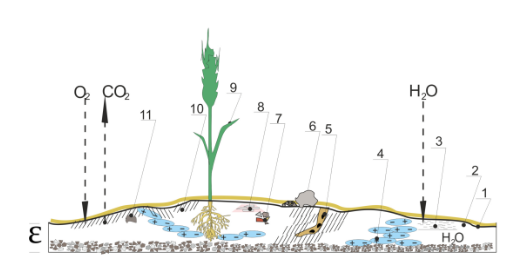 9
O₂ CO₂ 11 10 8 7 6 5 4 H₂O 3 2 1
+ - + - + - + -
ε H₂O